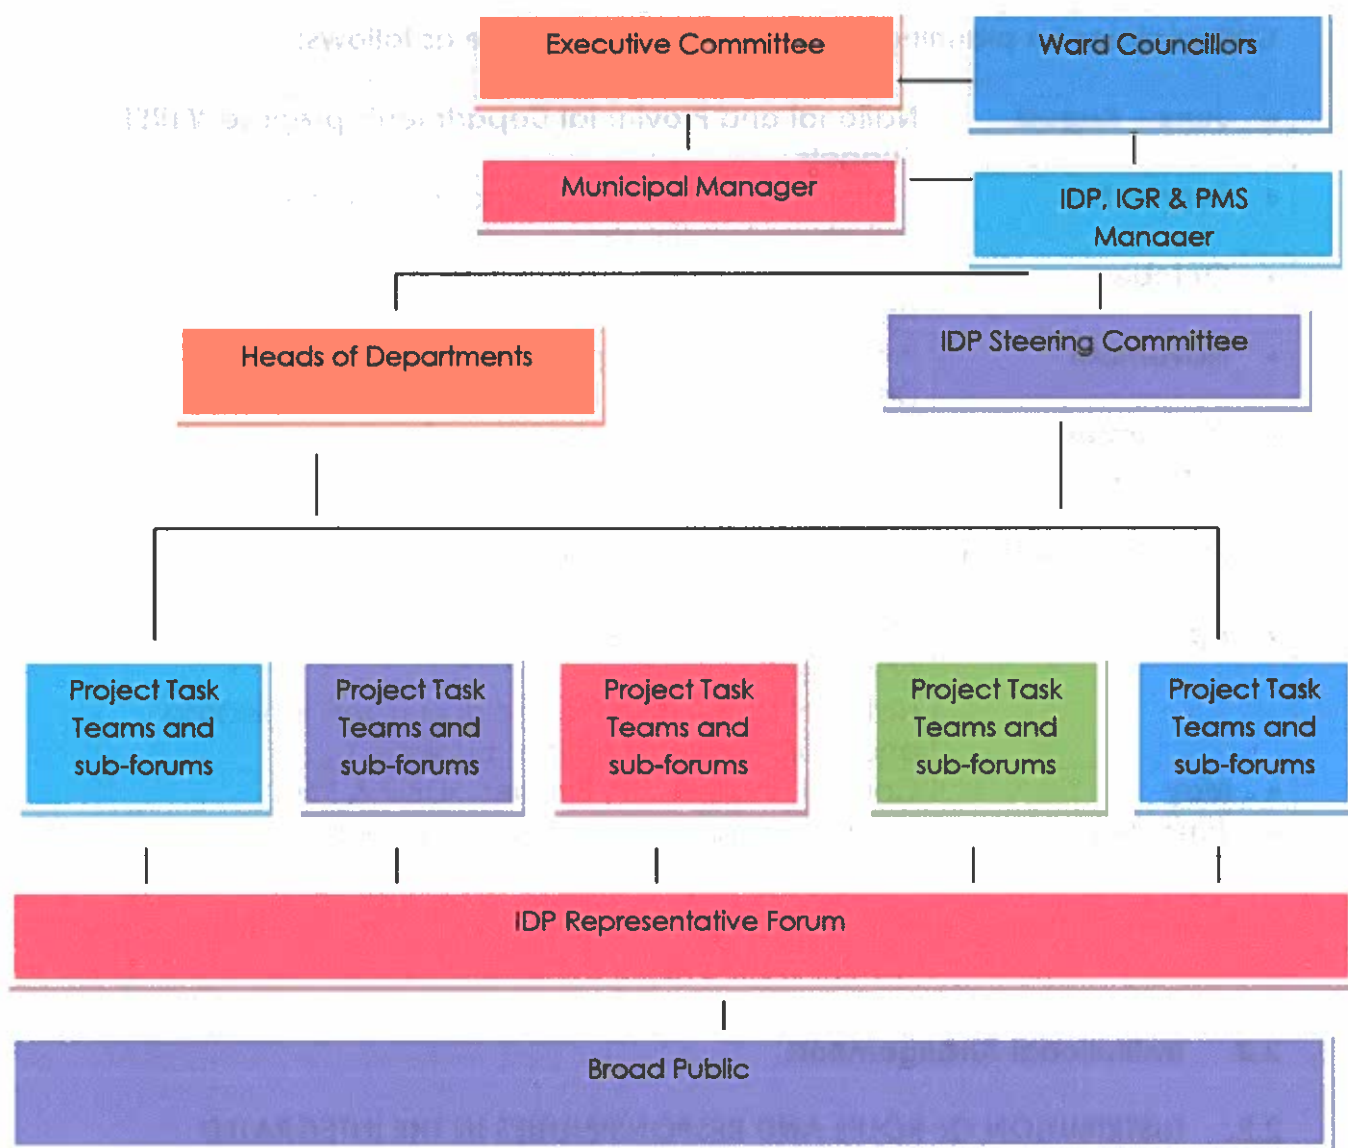 Executive Committee
Ward Councillors
Municipal Manager
IDP, IGR & PMS
Manager
Heads of Departments
IDP Steering Committee
Project Task
Teams and
sub-forums
Project Task
Teams and
sub-forums
Project Task
Teams and
sub-forums
Project Task
Teams and
sub-forums
Project Task
Teams and
sub-forums
IDP Representative Forum
Broad Public